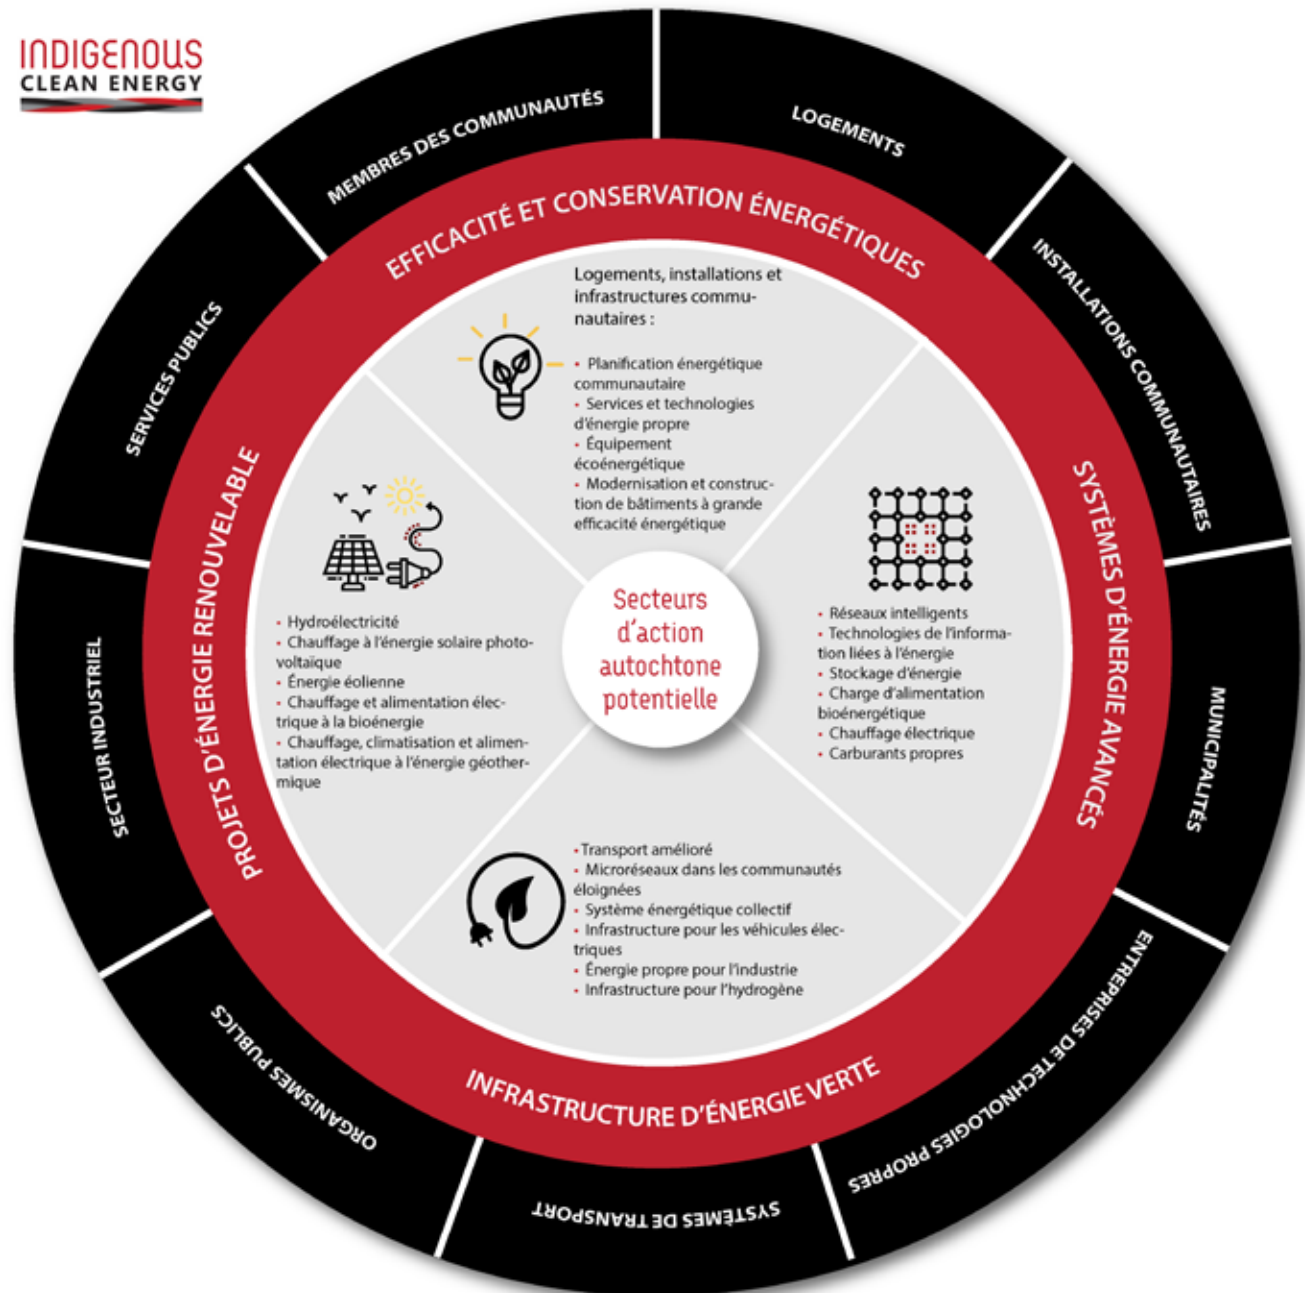 INDIGENOUS
CLEAN ENERGY
MEMBRES DES COMMUNAUTÉS
LOGEMENTS
INSTALLATIONS COMMUNAUTAIRES
MUNICIPALITÉS
ENTREPRISES DE TECHNOLOGIES PROPRES
SYSTÈMES DE TRANSPORT
ORGANISMES PUBLICS
SECTEUR INDUSTRIEL
SERVICES PUBLICS
EFFICACITÉ ET CONSERVATION ÉNERGÉTIQUES
Logements, installations et
infrastructures commu-
nautaires :
• Planification énergétique
communautaire
• Services et technologies
d'énergie propre
• Équipement
écoénergétique
• Modernisation et construc-
tion de bâtiments à grande
efficacité énergétique
SYSTÈMES D'ÉNERGIE AVANCÉS
• Réseaux intelligents
• Technologies de l'informa-
tion liées à l'énergie
• Stockage d'énergie
• Charge d'alimentation
bioénergétique
• Chauffage électrique
• Carburants propres
INFRASTRUCTURE D'ÉNERGIE VERTE
• Transport amélioré
• Microréseaux dans les communautés
éloignées
• Système énergétique collectif
• Infrastructure pour les véhicules élec-
triques
• Énergie propre pour l'industrie
• Infrastructure pour l'hydrogène
PROJETS D'ÉNERGIE RENOUVELABLE
• Hydroélectricité
• Chauffage à l'énergie solaire photo-
voltaïque
• Énergie éolienne
• Chauffage et alimentation élec-
trique à la bioénergie
• Chauffage, climatisation et alimen-
tation électrique à l'énergie géother-
mique
Secteurs
d'action
autochtone
potentielle